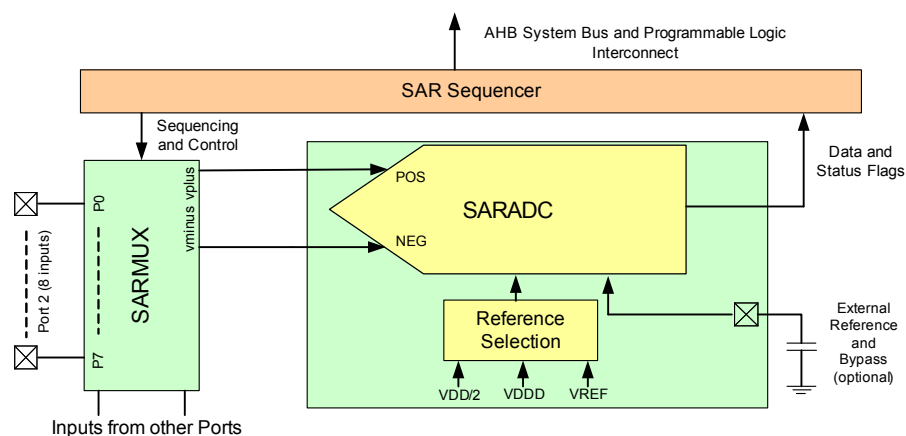 AHB System Bus and Programmable Logic
Interconnect
SAR Sequencer
Sequencing
and Control
Data and
Status Flags
vminus vplus
POS
NEG
SARADC
P0
Port 2 (8 inputs)
P7
SARMUX
Reference
Selection
VDD/2
VDDD
VREF
External
Reference
and
Bypass
(optional)
Inputs from other Ports